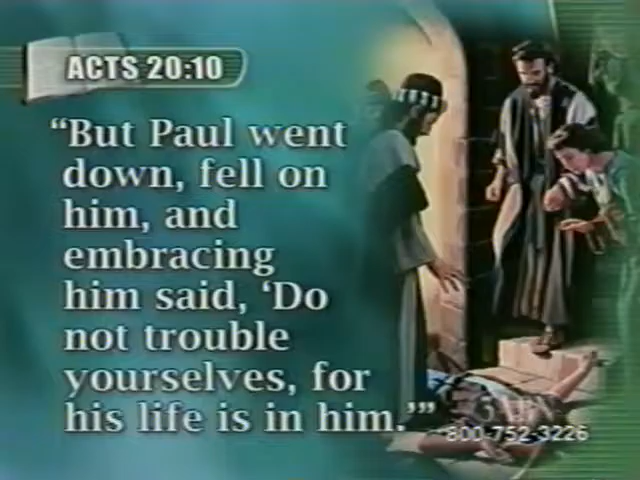 ACTS 20:10
“But Paul went
down, fell on
him, and
embracing
him said, ‘Do
not trouble
yourselves, for
his life is in him.’”
3ABN
800-752-3226